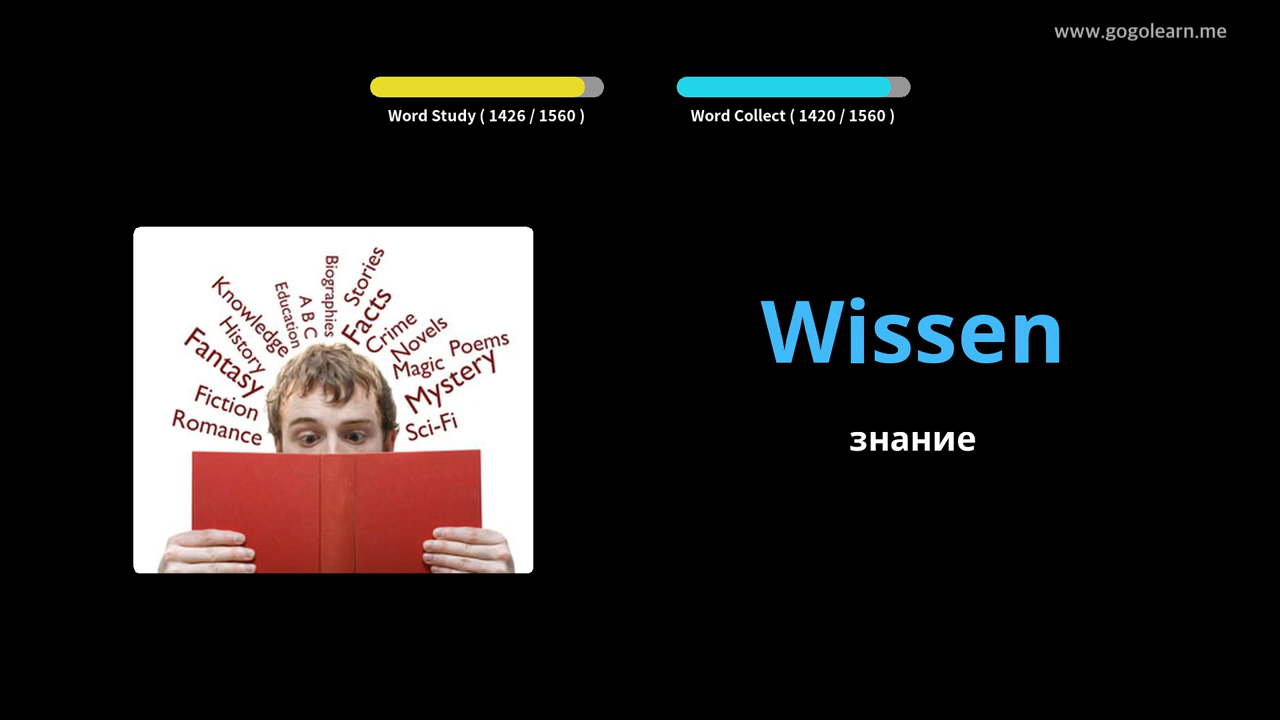 www.gogolearn.me
Word Study ( 1426 / 1560 )
Word Collect ( 1420 / 1560 )
Biographies
Stories
Knowledge
Education
A B C
Facts
History
Crime
Novels
Fantasy
Poems
Magic
Mystery
Fiction
Romance
Sci-Fi
Wissen
знание